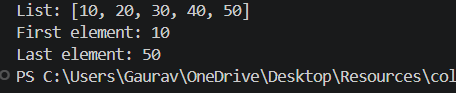 List: [10, 20, 30, 40, 50]
First element: 10
Last element: 50
PS C:\Users\Gaurav\OneDrive\Desktop\Resources\col